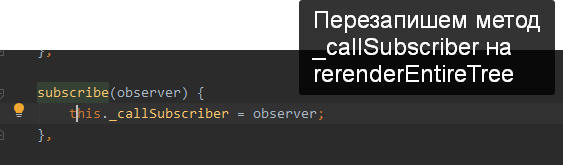 Перезапишем метод
_callSubscriber на
rerenderEntireTree
},
subscribe(observer) {
this._callSubscriber = observer;
},